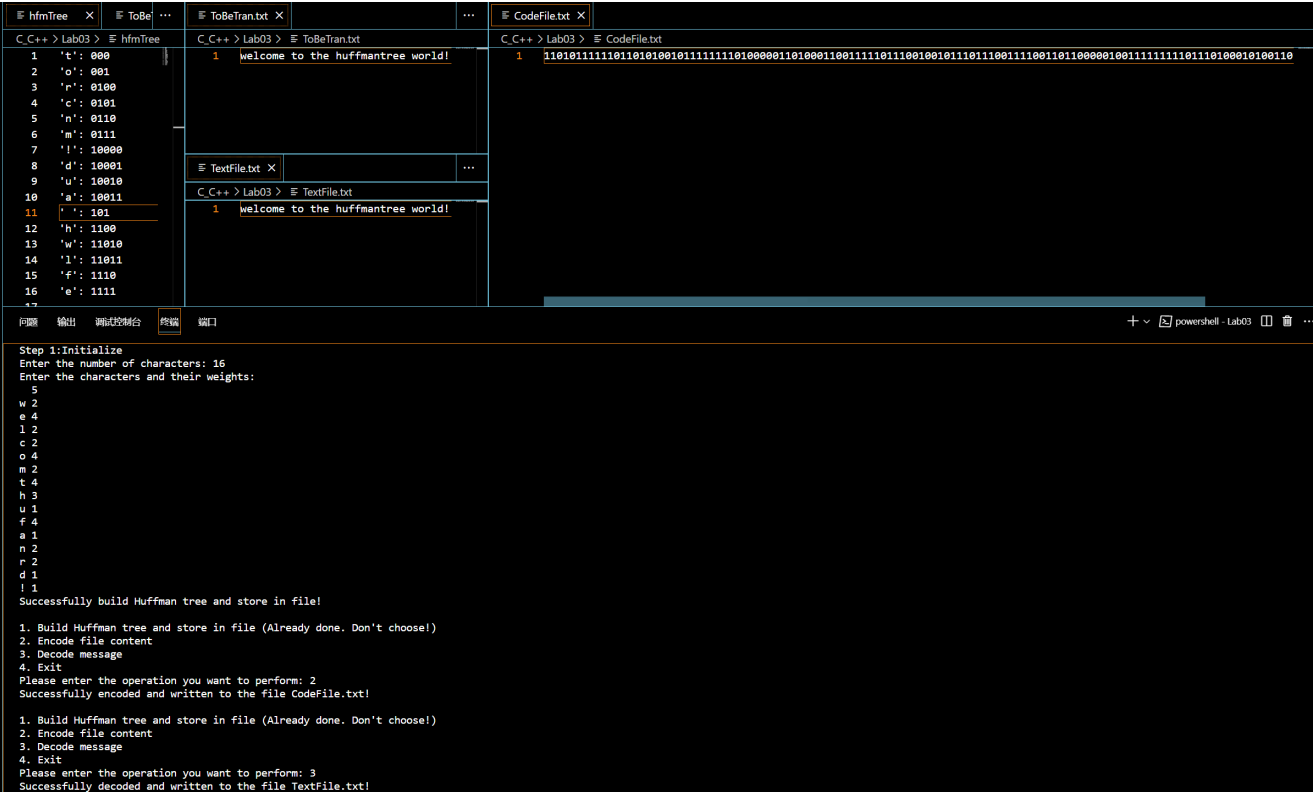 hfmTree
ToBe
ToBeTran.txt
CodeFile.txt
C_C++ > Lab03 > hfmTree
C_C++ > Lab03 > ToBeTran.txt
C_C++ > Lab03 > CodeFile.txt
1 't': 000
2 'o': 001
3 'r': 0100
4 'c': 0101
5 'n': 0110
6 'm': 0111
7 '!': 10000
8 'd': 10001
9 'u': 10010
10 'a': 10011
11 ' ': 101
12 'h': 1100
13 'w': 11010
14 'l': 11011
15 'f': 1110
16 'e': 1111
17
1 welcome to the huffmantree world!
TextFile.txt
C_C++ > Lab03 > TextFile.txt
1 welcome to the huffmantree world!
1 1101011111101101010010111111110100000110100011001111101110010010111011100111100110110000010011111111101110100010100110
问题 输出 调试控制台 终端 端口
powershell - Lab03
Step 1:Initialize
Enter the number of characters: 16
Enter the characters and their weights:
  5
w 2
e 4
l 2
c 2
o 4
m 2
t 4
h 3
u 1
f 4
a 1
n 2
r 2
d 1
! 1
Successfully build Huffman tree and store in file!
1. Build Huffman tree and store in file (Already done. Don't choose!)
2. Encode file content
3. Decode message
4. Exit
Please enter the operation you want to perform: 2
Successfully encoded and written to the file CodeFile.txt!
1. Build Huffman tree and store in file (Already done. Don't choose!)
2. Encode file content
3. Decode message
4. Exit
Please enter the operation you want to perform: 3
Successfully decoded and written to the file TextFile.txt!